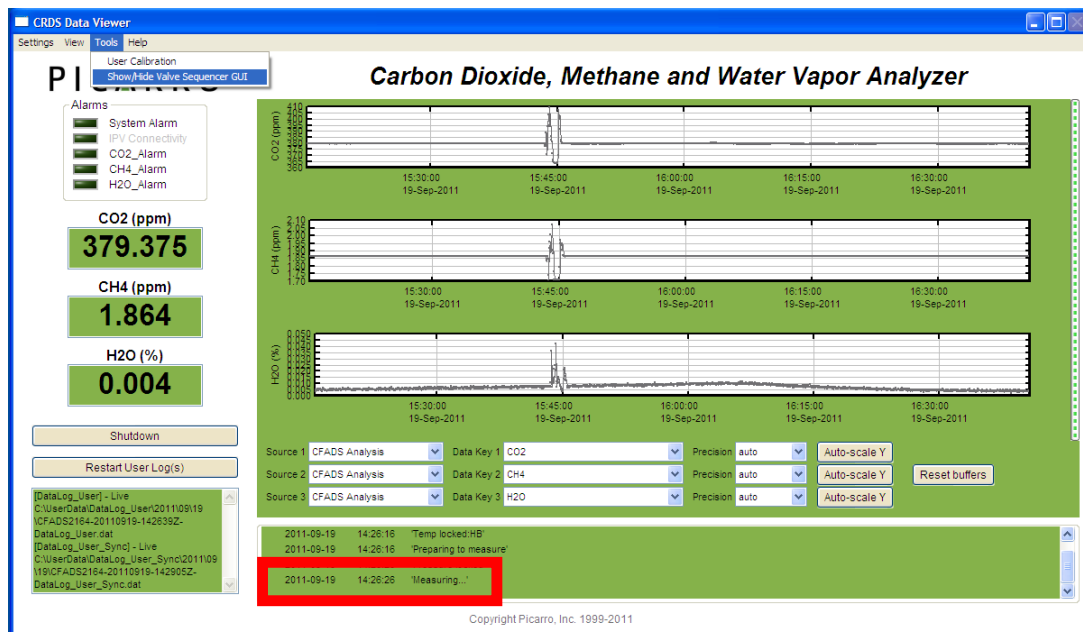 CRDS Data Viewer
Settings View Tools Help
User Calibration
Show/Hide Valve Sequencer GUI
Carbon Dioxide, Methane and Water Vapor Analyzer
Alarms
System Alarm
IPV Connectivity
CO2_Alarm
CH4_Alarm
H2O_Alarm
CO2 (ppm)
379.375
CH4 (ppm)
1.864
H2O (%)
0.004
Shutdown
Restart User Log(s)
[DataLog_User] - Live
C:\UserData\DataLog_User\2011\09\19
\CFADS2164-20110919-142639Z-
DataLog_User.dat
[DataLog_User_Sync] - Live
C:\UserData\DataLog_User_Sync\2011\09
\19\CFADS2164-20110919-142905Z-
DataLog_User_Sync.dat
CO2 (ppm)
15:30:00 15:45:00 16:00:00 16:15:00 16:30:00
19-Sep-2011 19-Sep-2011 19-Sep-2011 19-Sep-2011 19-Sep-2011
CH4 (ppm)
2.10
1.70
15:30:00 15:45:00 16:00:00 16:15:00 16:30:00
19-Sep-2011 19-Sep-2011 19-Sep-2011 19-Sep-2011 19-Sep-2011
H2O (%)
0.050
0.000
15:30:00 15:45:00 16:00:00 16:15:00 16:30:00
19-Sep-2011 19-Sep-2011 19-Sep-2011 19-Sep-2011 19-Sep-2011
Source 1 CFADS Analysis Data Key 1 CO2 Precision auto Auto-scale Y
Source 2 CFADS Analysis Data Key 2 CH4 Precision auto Auto-scale Y Reset buffers
Source 3 CFADS Analysis Data Key 3 H2O Precision auto Auto-scale Y
2011-09-19 14:26:16 'Temp locked:HB'
2011-09-19 14:26:16 'Preparing to measure'
2011-09-19 14:26:26 'Measuring...'
Copyright Picarro, Inc. 1999-2011